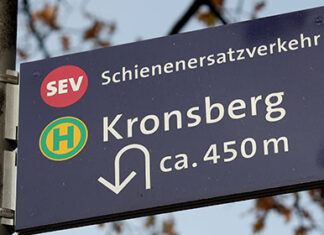 SEV Schienenersatzverkehr
H Kronsberg
ca. 450 m